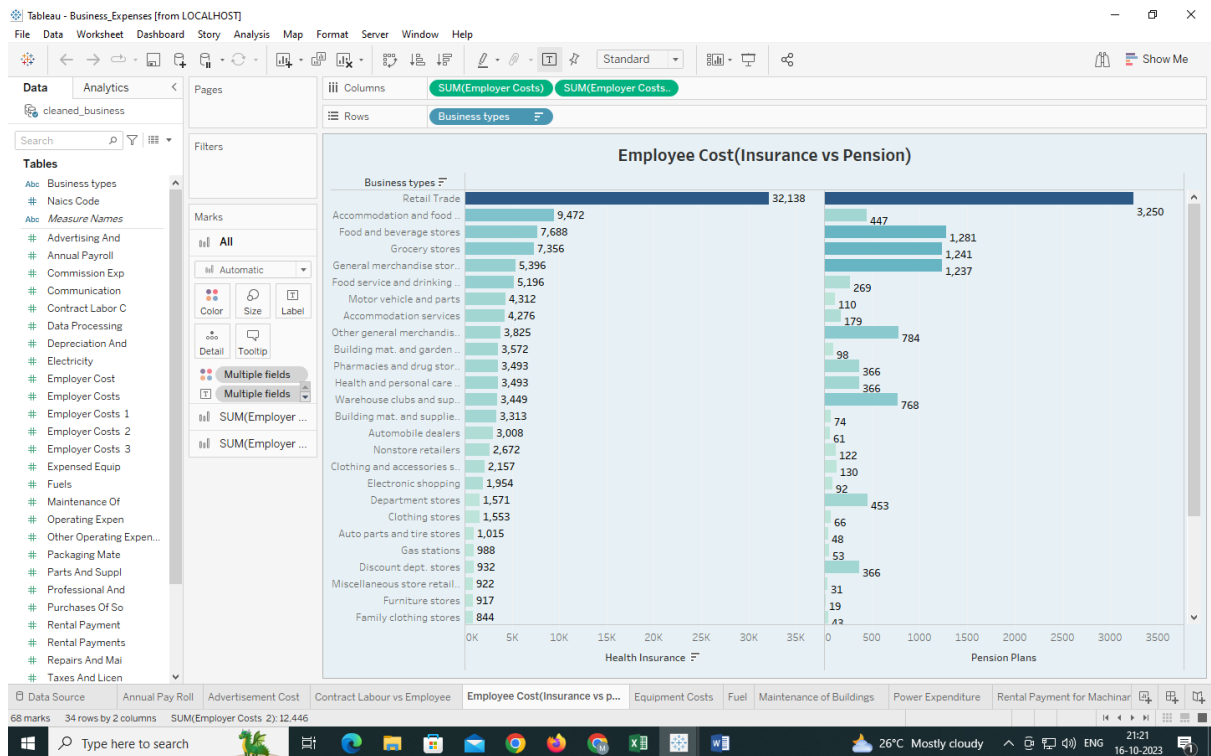 Tableau - Business_Expenses [from LOCALHOST]
File Data Worksheet Dashboard Story Analysis Map Format Server Window Help
Standard
Show Me
Data Analytics
cleaned_business
Search
Tables
Abc Business types
# Naics Code
Abc Measure Names
# Advertising And
# Annual Payroll
# Commission Exp
# Communication
# Contract Labor C
# Data Processing
# Depreciation And
# Electricity
# Employer Cost
# Employer Costs
# Employer Costs 1
# Employer Costs 2
# Employer Costs 3
# Expensed Equip
# Fuels
# Maintenance Of
# Operating Expen
# Other Operating Expen...
# Packaging Mate
# Parts And Suppl
# Professional And
# Purchases Of So
# Rental Payment
# Rental Payments
# Repairs And Mai
# Taxes And Licen
Pages
Filters
Marks
All
Automatic
Color Size Label
Detail Tooltip
Multiple fields
Multiple fields
SUM(Employer ...
SUM(Employer ...
Columns SUM(Employer Costs) SUM(Employer Costs..
Rows Business types
Employee Cost(Insurance vs Pension)
Business types
Retail Trade 32,138 3,250
Accommodation and food .. 9,472 447
Food and beverage stores 7,688 1,281
Grocery stores 7,356 1,241
General merchandise stor.. 5,396 1,237
Food service and drinking .. 5,196 269
Motor vehicle and parts 4,312 110
Accommodation services 4,276 179
Other general merchandis.. 3,825 784
Building mat. and garden .. 3,572 98
Pharmacies and drug stor.. 3,493 366
Health and personal care .. 3,493 366
Warehouse clubs and sup.. 3,449 768
Building mat. and supplie.. 3,313 74
Automobile dealers 3,008 61
Nonstore retailers 2,672 122
Clothing and accessories s.. 2,157 130
Electronic shopping 1,954 92
Department stores 1,571 453
Clothing stores 1,553 66
Auto parts and tire stores 1,015 48
Gas stations 988 53
Discount dept. stores 932 366
Miscellaneous store retail.. 922 31
Furniture stores 917 19
Family clothing stores 844 43
0K 5K 10K 15K 20K 25K 30K 35K 0 500 1000 1500 2000 2500 3000 3500
Health Insurance Pension Plans
Data Source Annual Pay Roll Advertisement Cost Contract Labour vs Employee Employee Cost(Insurance vs p... Equipment Costs Fuel Maintenance of Buildings Power Expenditure Rental Payment for Machinar
68 marks 34 rows by 2 columns SUM(Employer Costs 2): 12,446
Type here to search
26°C Mostly cloudy ENG 21:21
16-10-2023
1